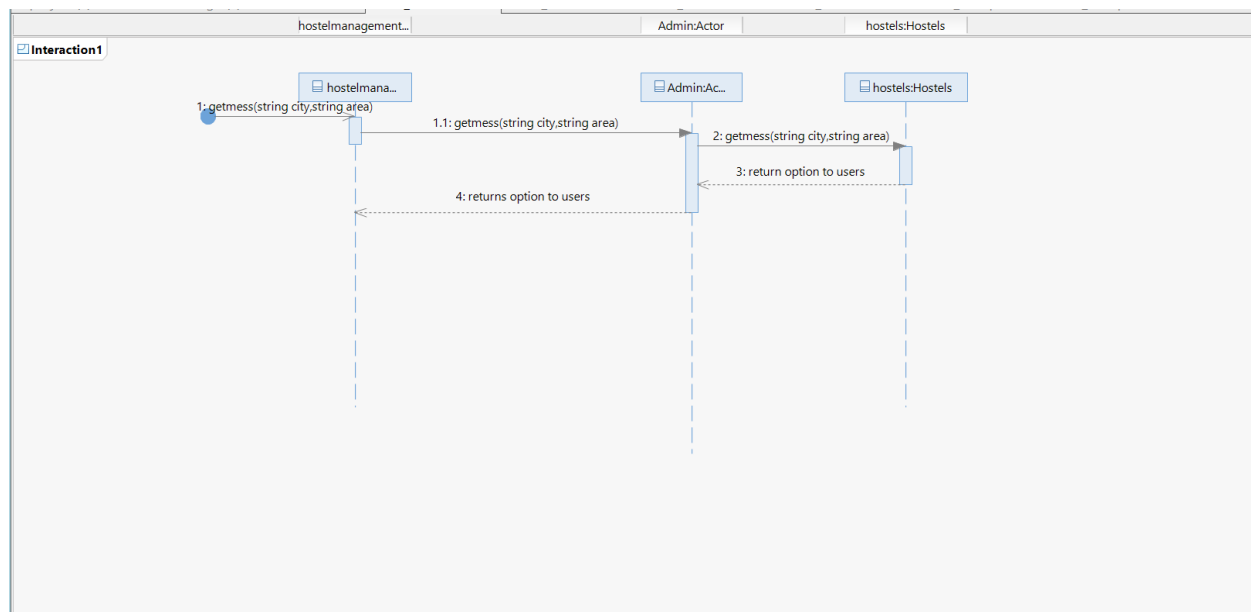 hostelmanagement...
Admin:Actor
hostels:Hostels
Interaction1
hostelmana...
Admin:Ac...
hostels:Hostels
1: getmess(string city,string area)
1.1: getmess(string city,string area)
2: getmess(string city,string area)
3: return option to users
4: returns option to users